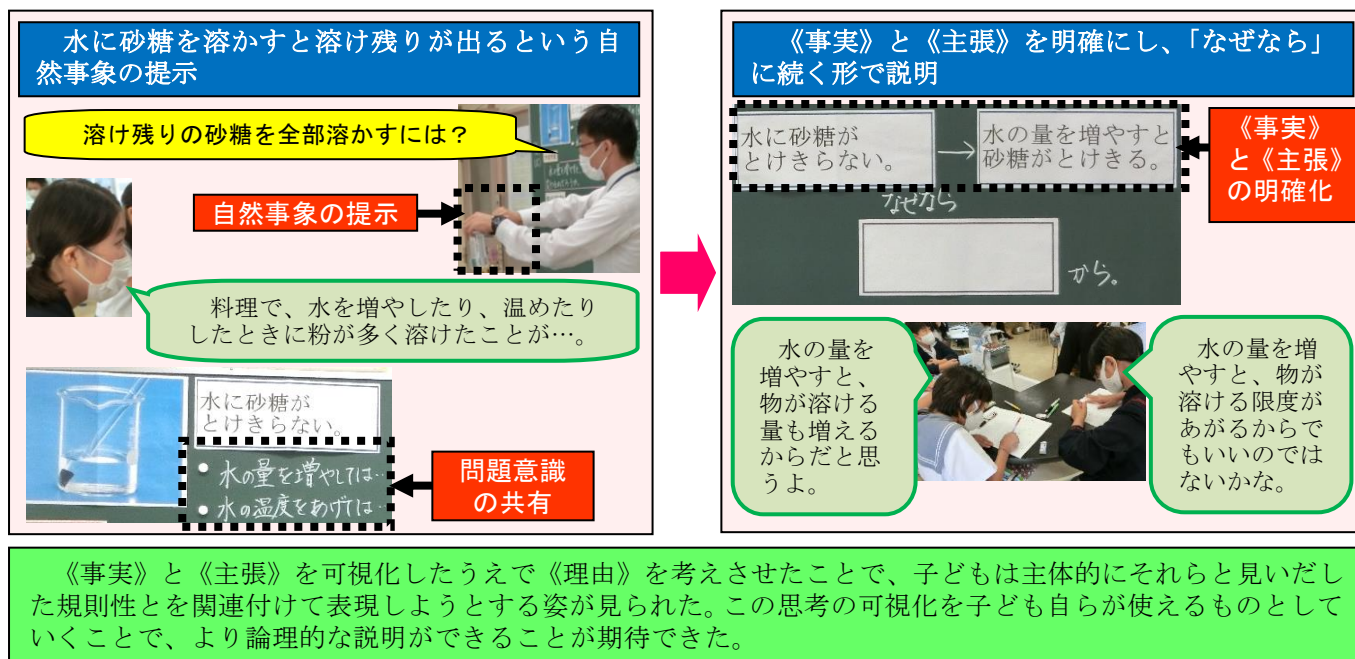 水に砂糖を溶かすと溶け残りが出るという自
然事象の提示
溶け残りの砂糖を全部溶かすには？
自然事象の提示
料理で、水を増やしたり、温めたり
したときに粉が多く溶けたことが…。
水に砂糖が
とけきらない。
• 水の量を増やしては…
• 水の温度をあげては…
問題意識
の共有
《事実》と《主張》を明確にし、「なぜなら」
に続く形で説明
水に砂糖が
とけきらない。
→
水の量を増やすと
砂糖がとけきる。
なぜなら
から。
《事実》
と《主張》
の明確化
水の量を
増やすと、
物が溶ける
量も増える
からだと思
うよ。
水の量を増
やすと、物が
溶ける限度が
あがるからで
もいいのでは
ないかな。
《事実》と《主張》を可視化したうえで《理由》を考えさせたことで、子どもは主体的にそれらと見いだし
た規則性とを関連付けて表現しようとする姿が見られた。この思考の可視化を子ども自らが使えるものとして
いくことで、より論理的な説明ができることが期待できた。